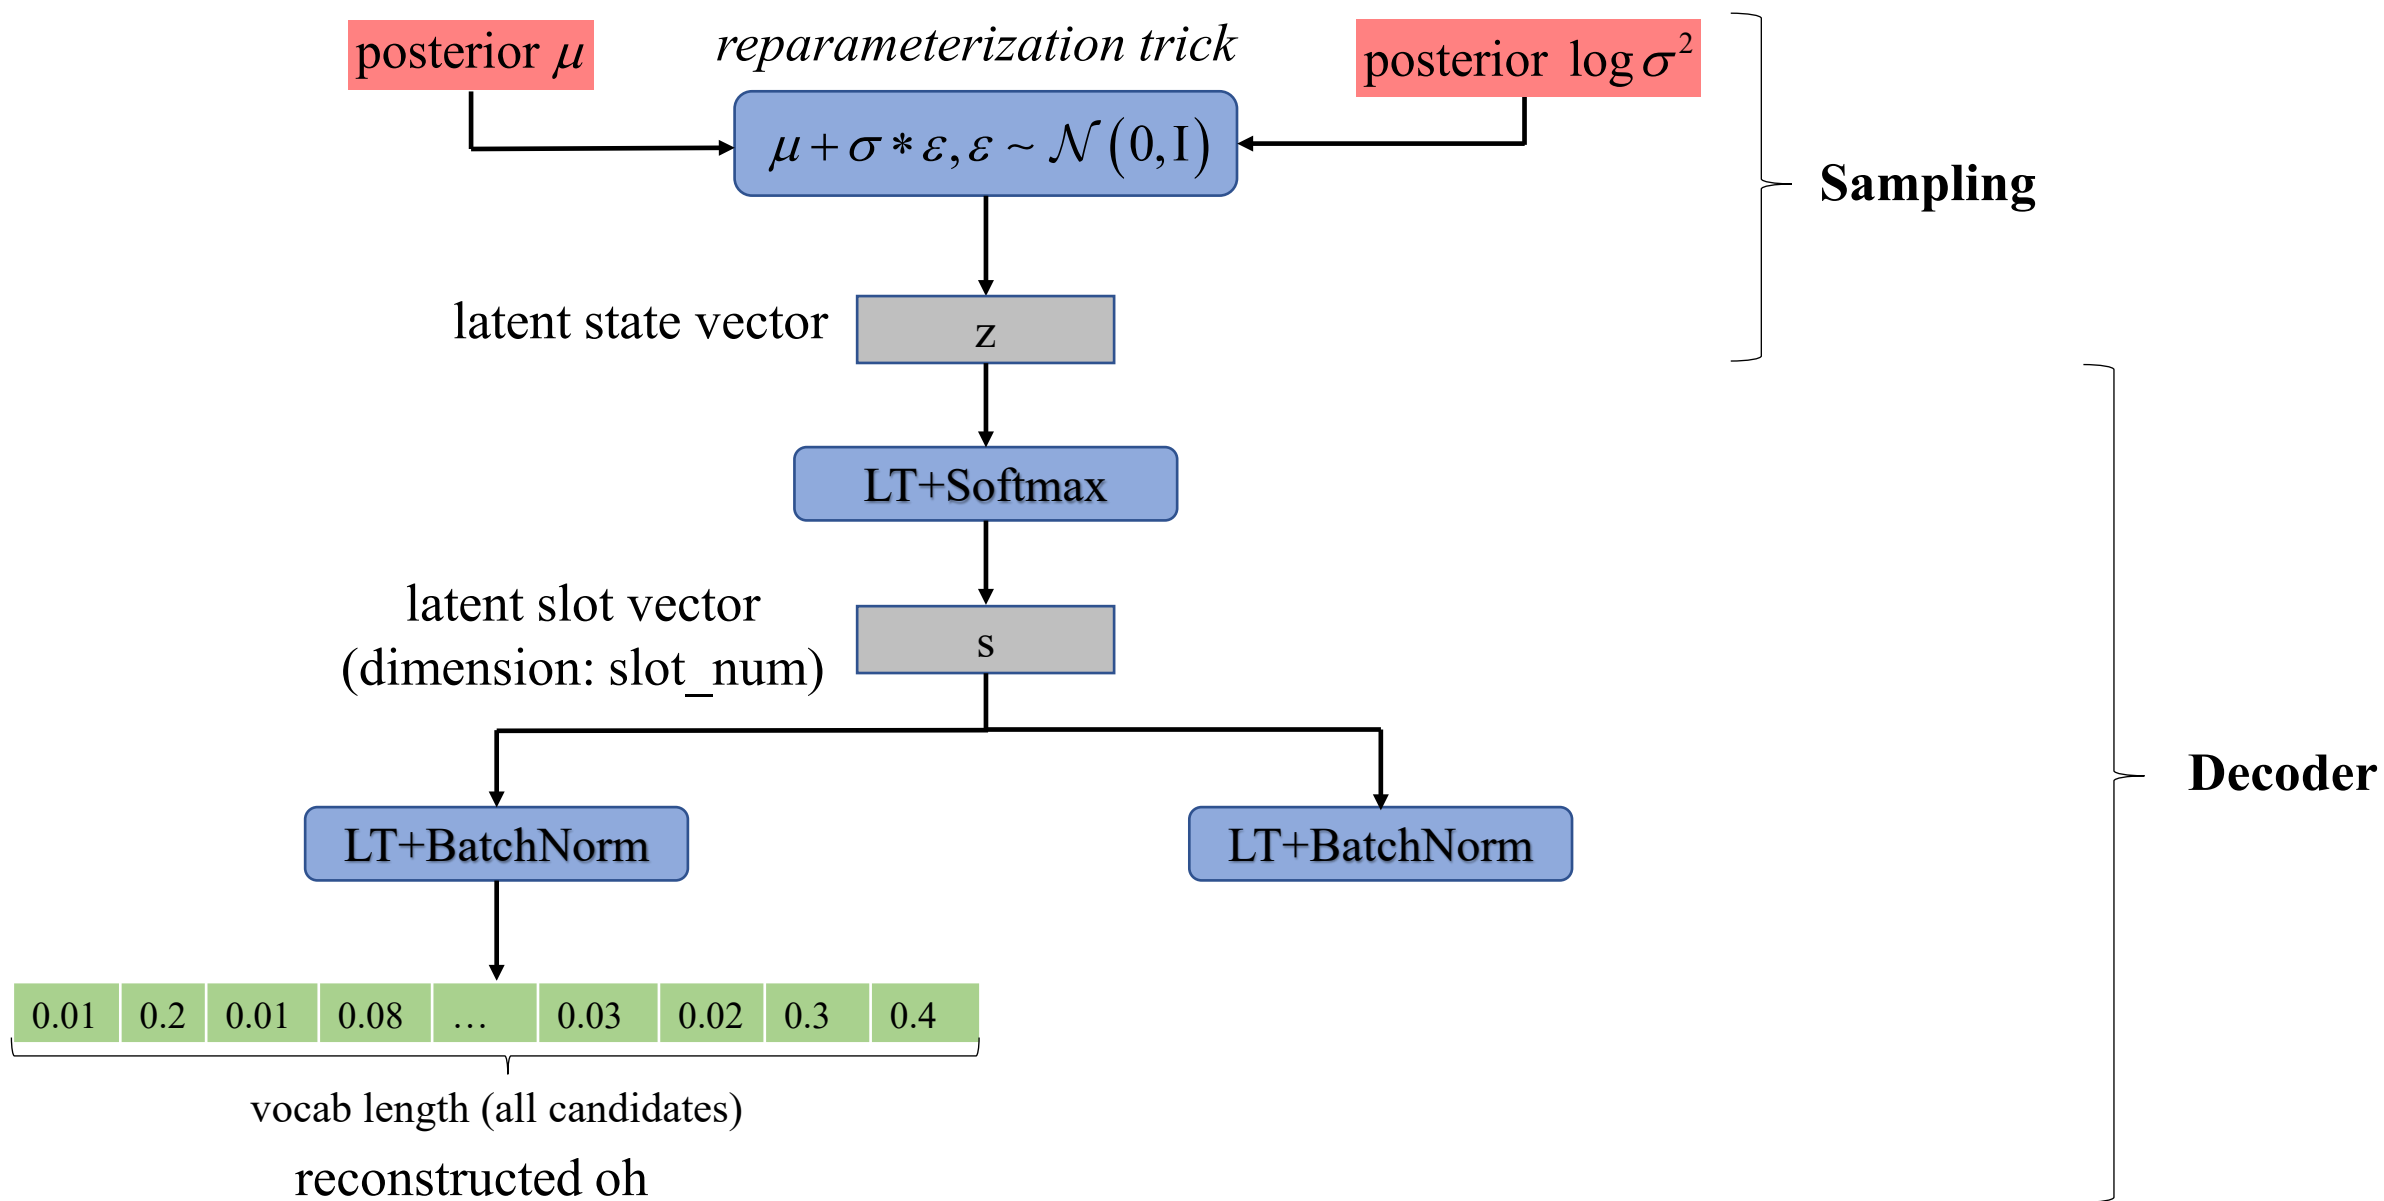 posterior μ
reparameterization trick
posterior log σ²
μ + σ * ε, ε ~ 𝒩(0, I)
Sampling
latent state vector
z
LT+Softmax
latent slot vector
(dimension: slot_num)
s
Decoder
LT+BatchNorm
LT+BatchNorm
0.01 0.2 0.01 0.08 … 0.03 0.02 0.3 0.4
vocab length (all candidates)
reconstructed oh